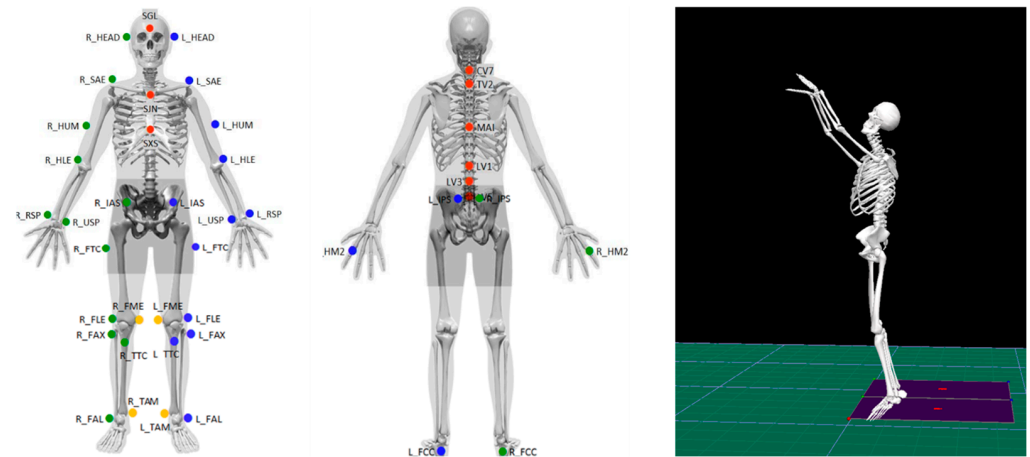 SGL
R_HEAD
L_HEAD
R_SAE
L_SAE
SJN
R_HUM
L_HUM
SXS
R_HLE
L_HLE
R_IAS
L_IAS
R_RSP
R_USP
L_USP
L_RSP
R_FTC
L_FTC
R_FME
L_FME
R_FLE
L_FLE
R_FAX
L_FAX
R_TTC
L_TTC
R_TAM
R_FAL
L_FAL
L_TAM
CV7
TV2
MAI
LV1
LV3
L_IPS
R_IPS
_HM2
R_HM2
L_FCC
R_FCC